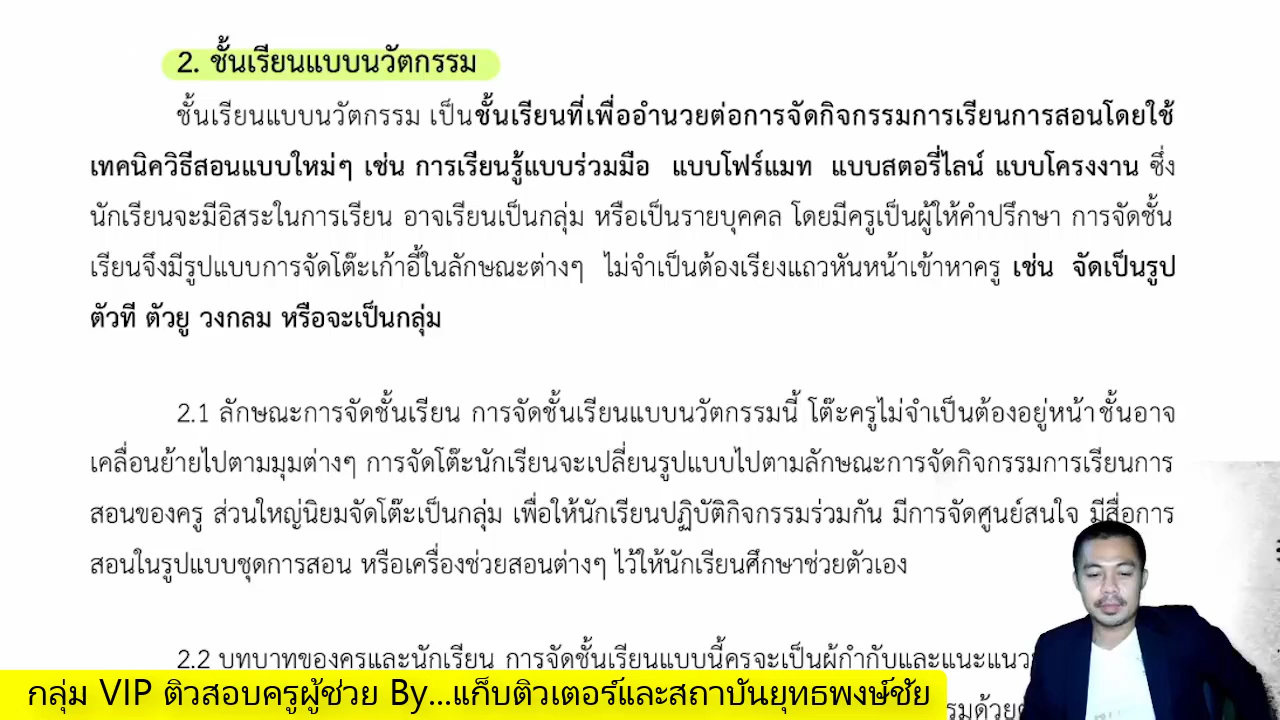 2. ชั้นเรียนแบบนวัตกรรม
ชั้นเรียนแบบนวัตกรรม เป็นชั้นเรียนที่เพื่ออำนวยต่อการจัดกิจกรรมการเรียนการสอนโดยใช้
เทคนิควิธีสอนแบบใหม่ๆ เช่น การเรียนรู้แบบร่วมมือ แบบโฟร์แมท แบบสตอรี่ไลน์ แบบโครงงาน ซึ่ง
นักเรียนจะมีอิสระในการเรียน อาจเรียนเป็นกลุ่ม หรือเป็นรายบุคคล โดยมีครูเป็นผู้ให้คำปรึกษา การจัดชั้น
เรียนจึงมีรูปแบบการจัดโต๊ะเก้าอี้ในลักษณะต่างๆ ไม่จำเป็นต้องเรียงแถวหันหน้าเข้าหาครู เช่น จัดเป็นรูป
ตัวที ตัวยู วงกลม หรือจะเป็นกลุ่ม
2.1 ลักษณะการจัดชั้นเรียน การจัดชั้นเรียนแบบนวัตกรรมนี้ โต๊ะครูไม่จำเป็นต้องอยู่หน้าชั้นอาจ
เคลื่อนย้ายไปตามมุมต่างๆ การจัดโต๊ะนักเรียนจะเปลี่ยนรูปแบบไปตามลักษณะการจัดกิจกรรมการเรียนการ
สอนของครู ส่วนใหญ่นิยมจัดโต๊ะเป็นกลุ่ม เพื่อให้นักเรียนปฏิบัติกิจกรรมร่วมกัน มีการจัดศูนย์สนใจ มีสื่อการ
สอนในรูปแบบชุดการสอน หรือเครื่องช่วยสอนต่างๆ ไว้ให้นักเรียนศึกษาช่วยตัวเอง
2.2 บทบาทของครูและนักเรียน การจัดชั้นเรียนแบบนี้ครูจะเป็นผู้กำกับและแนะแนว
กลุ่ม VIP ติวสอบครูผู้ช่วย By...แก็บติวเตอร์และสถาบันยุทธพงษ์ชัย